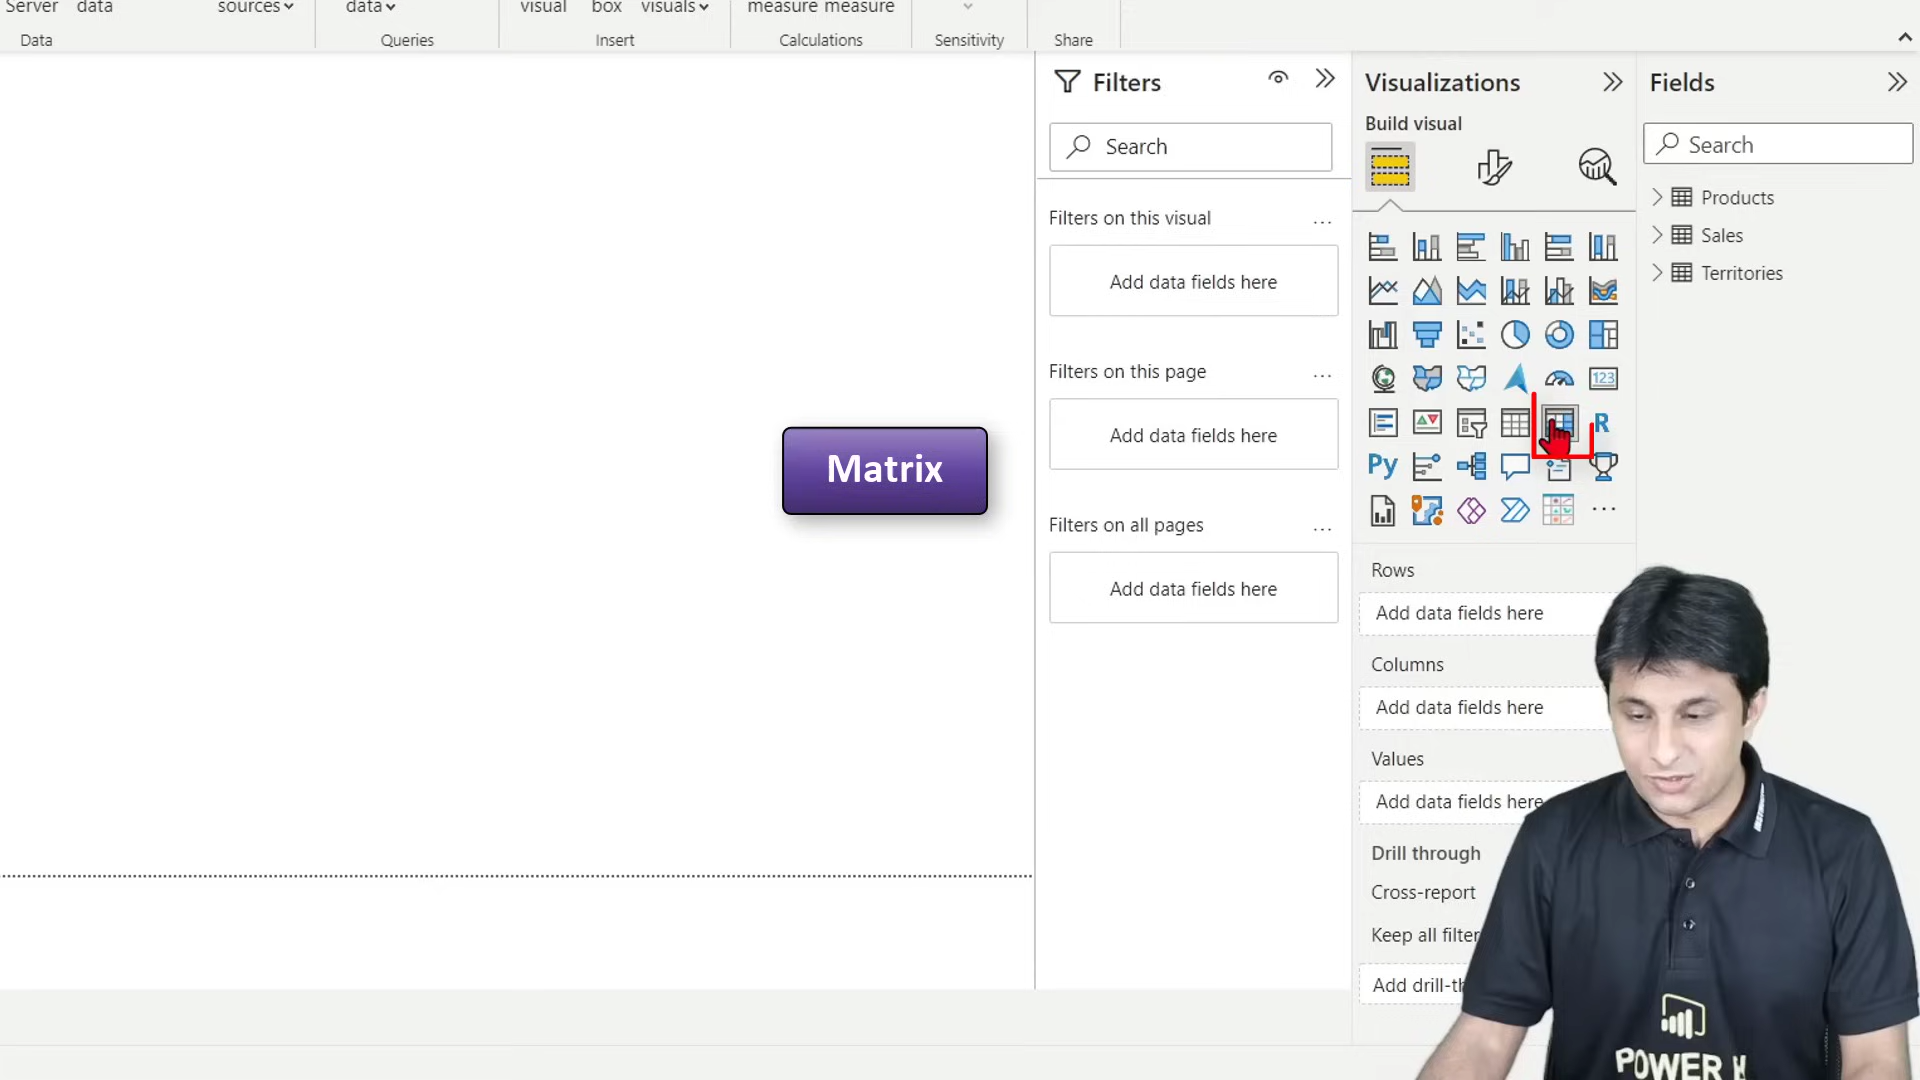 Server data sources data visual box visuals measure measure
Data Queries Insert Calculations Sensitivity Share
Filters
Search
Filters on this visual ...
Add data fields here
Filters on this page ...
Add data fields here
Filters on all pages ...
Add data fields here
Matrix
Visualizations
Build visual
123
R
Py
...
Rows
Add data fields here
Columns
Add data fields here
Values
Add data fields here
Drill through
Cross-report
Keep all filter
Add drill-th
Fields
Search
Products
Sales
Territories
POWER